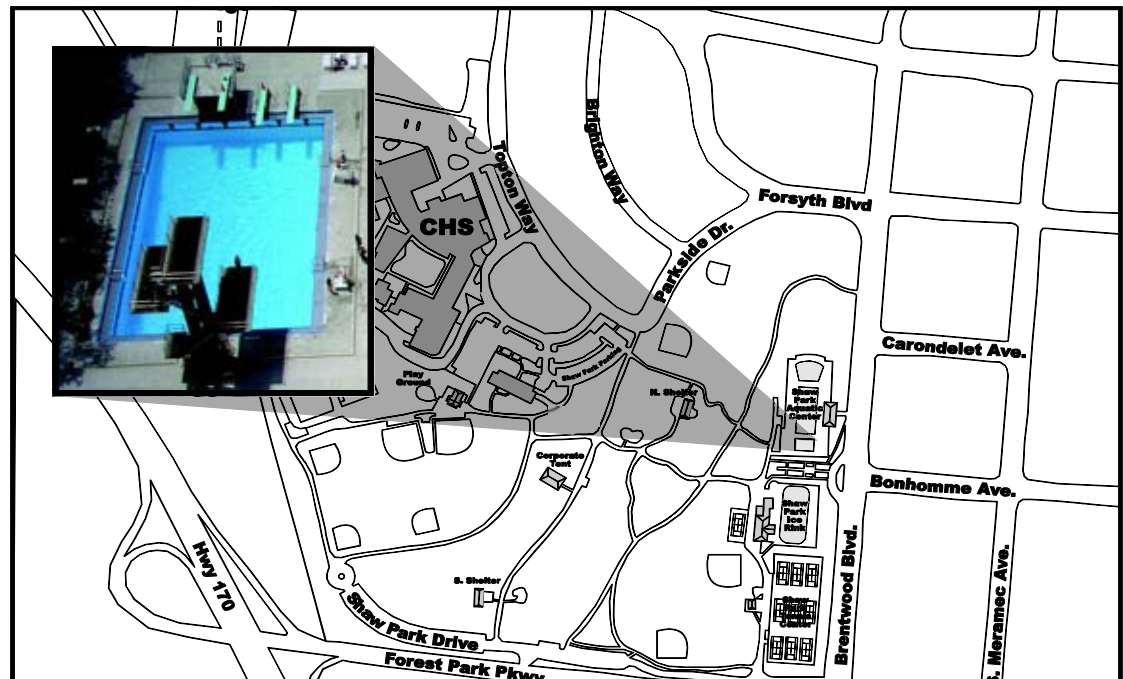 Brighton Way
Topton Way
Forsyth Blvd
CHS
Parkside Dr.
Carondelet Ave.
Shaw Park Parking
Play
Ground
N. Shelter
Shaw
Park
Aquatic
Center
Corporate
Tent
Bonhomme Ave.
Shaw
Park
Ice
Rink
Hwy 170
S. Shelter
Shaw
Center
Shaw Park Drive
Brentwood Blvd.
S. Meramec Ave.
Forest Park Pkwy